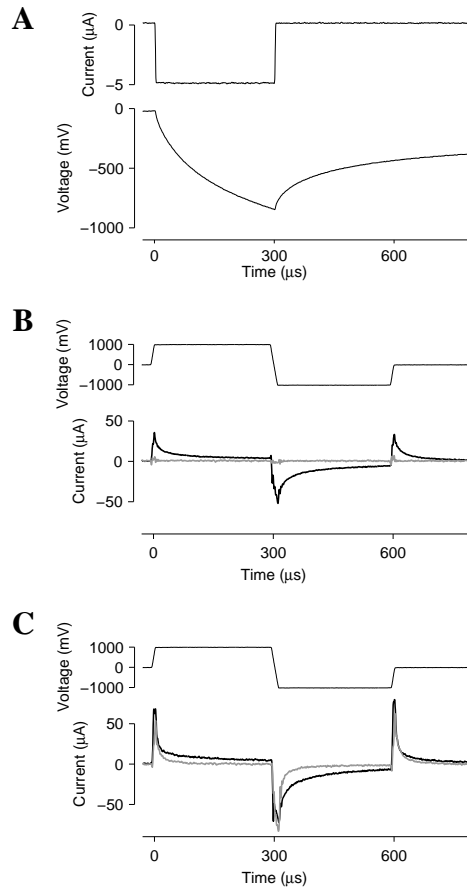 A
Current (µA)
0
−5
Voltage (mV)
0
−500
−1000
0
300
600
Time (µs)
B
Voltage (mV)
1000
0
−1000
Current (µA)
50
0
−50
0
300
600
Time (µs)
C
Voltage (mV)
1000
0
−1000
Current (µA)
50
0
−50
0
300
600
Time (µs)